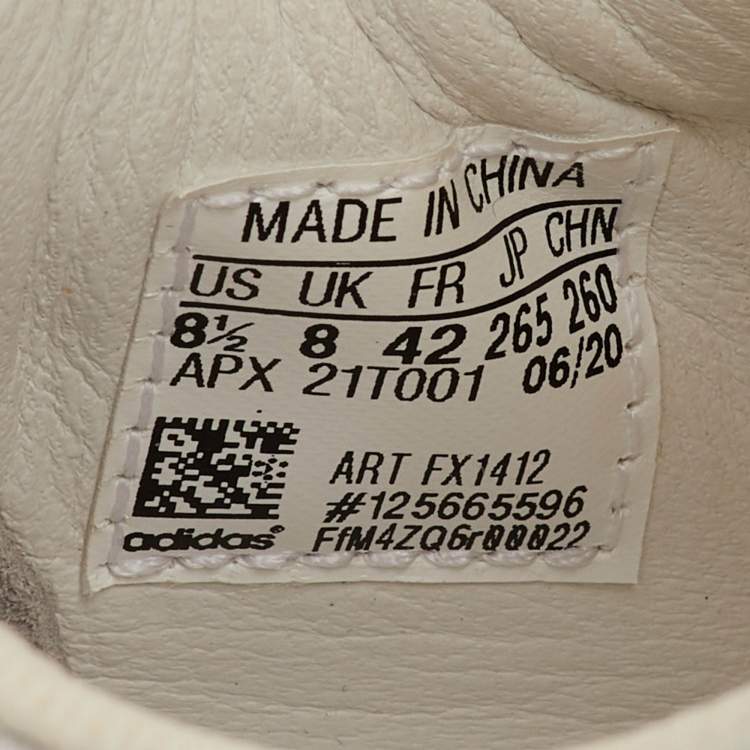 MADE IN CHINA
US UK FR JP CHN
8½ 8 42 265 260
APX 21T001 06/20
ART FX1412
#125665596
adidas® FfM4ZQ6r00022